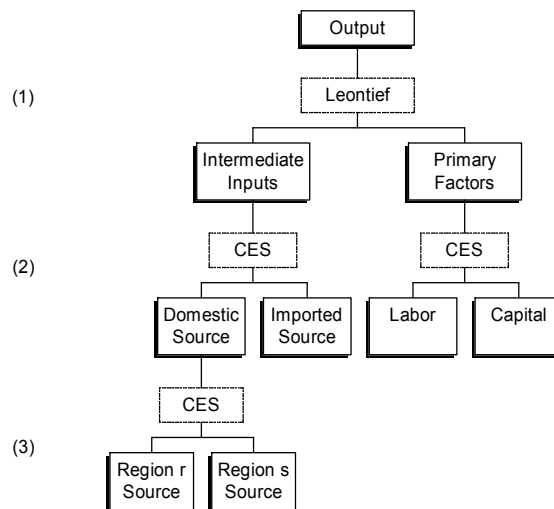 Output
(1)
Leontief
Intermediate
Inputs
Primary
Factors
CES
CES
(2)
Domestic
Source
Imported
Source
Labor
Capital
CES
(3)
Region r
Source
Region s
Source